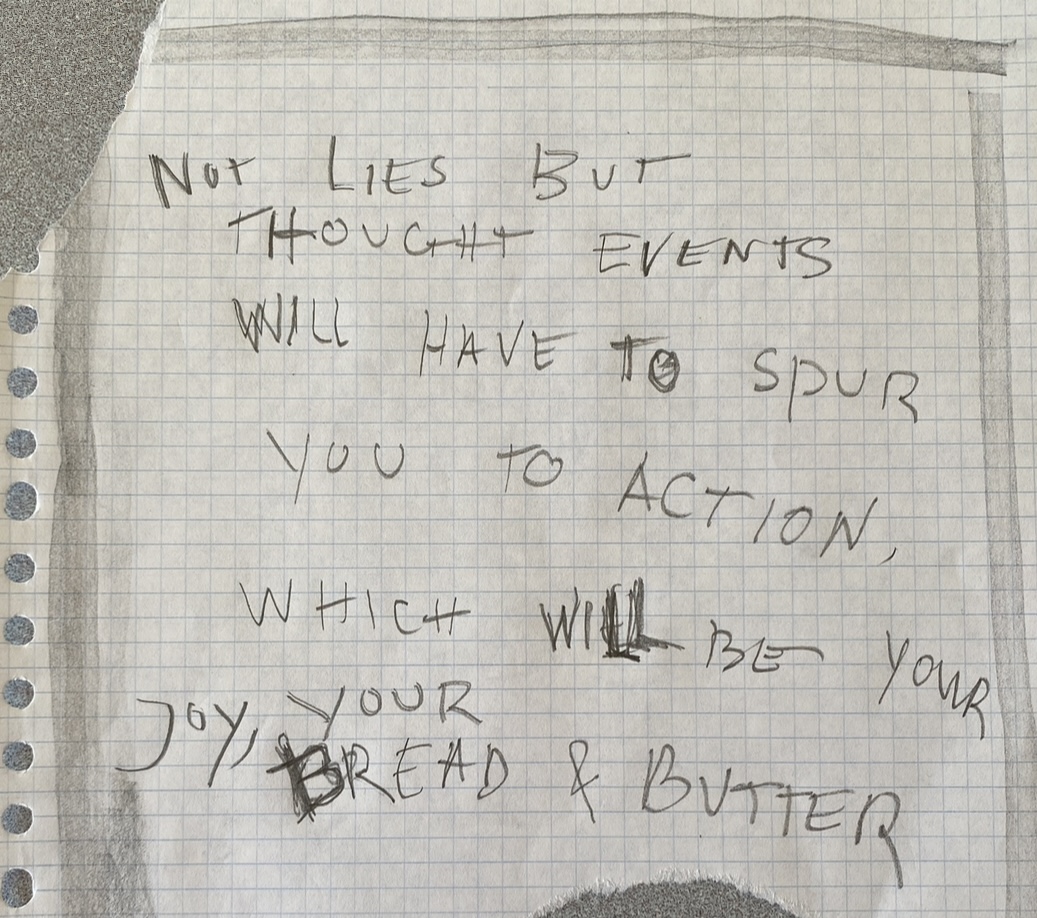 NOT LIES BUT
THOUGHT EVENTS
WILL HAVE TO SPUR
YOU TO ACTION,
WHICH WILL BE YOUR
JOY, YOUR
BREAD & BUTTER